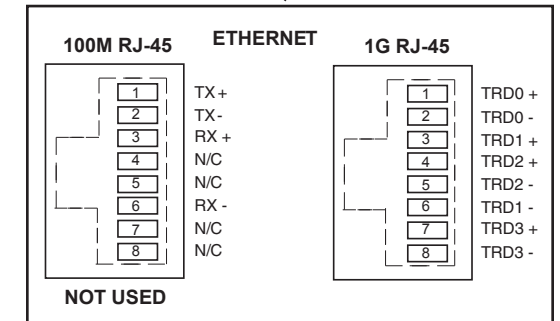 ETHERNET
100M RJ-45
1 TX+
2 TX-
3 RX +
4 N/C
5 N/C
6 RX -
7 N/C
8 N/C
NOT USED
1G RJ-45
1 TRD0 +
2 TRD0 -
3 TRD1 +
4 TRD2 +
5 TRD2 -
6 TRD1 -
7 TRD3 +
8 TRD3 -